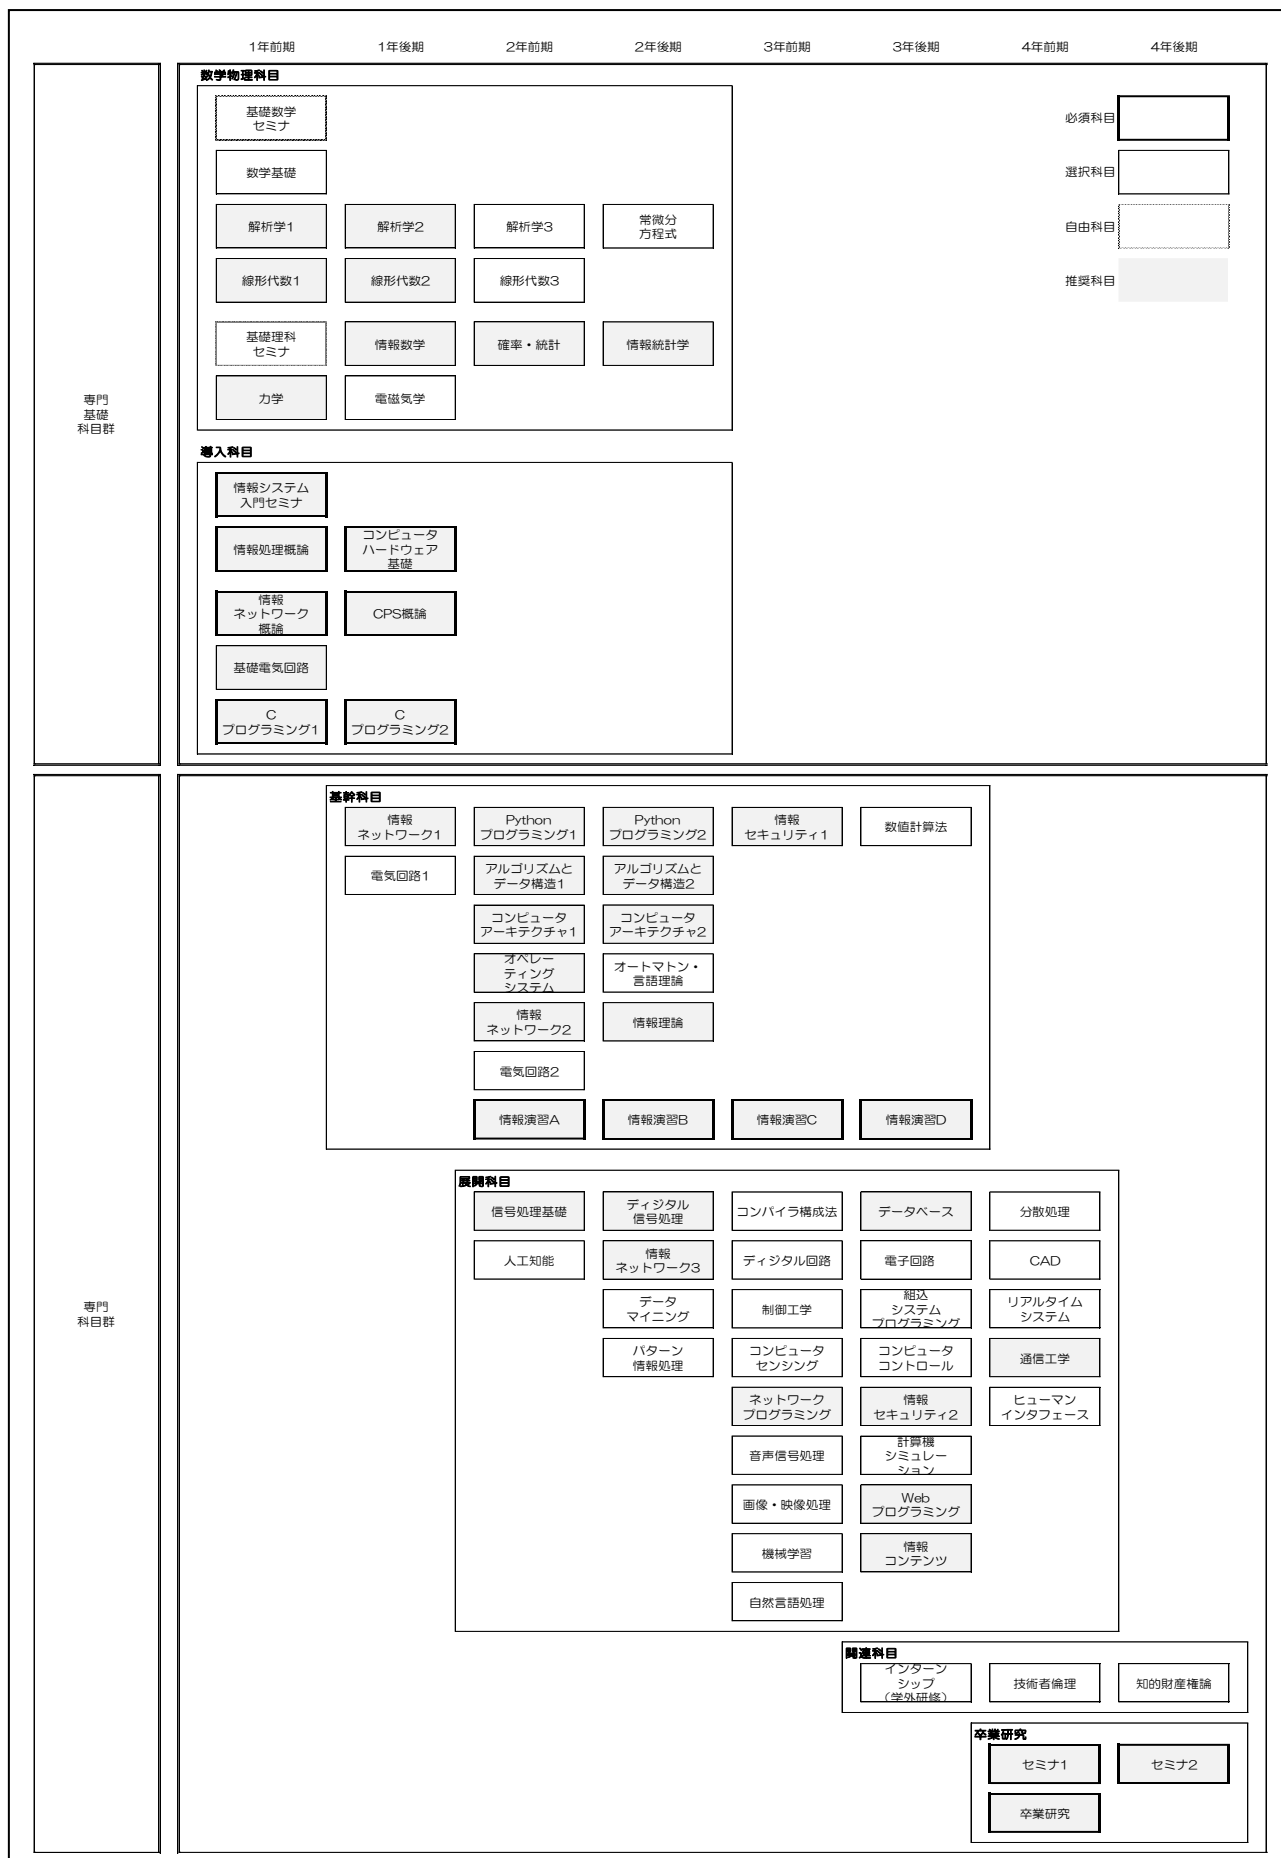 1年前期 1年後期 2年前期 2年後期 3年前期 3年後期 4年前期 4年後期
専門
基礎
科目群
数学物理科目
基礎数学
セミナ
数学基礎
解析学1 解析学2 解析学3 常微分
方程式
線形代数1 線形代数2 線形代数3
基礎理科
セミナ
情報数学 確率・統計 情報統計学
力学 電磁気学
必須科目
選択科目
自由科目
推奨科目
導入科目
情報システム
入門セミナ
情報処理概論
コンピュータ
ハードウェア
基礎
情報
ネットワーク
概論
CPS概論
基礎電気回路
C
プログラミング1
C
プログラミング2
専門
科目群
基幹科目
情報
ネットワーク1
Python
プログラミング1
Python
プログラミング2
情報
セキュリティ1
数値計算法
電気回路1
アルゴリズムと
データ構造1
アルゴリズムと
データ構造2
コンピュータ
アーキテクチャ1
コンピュータ
アーキテクチャ2
オペレー
ティング
システム
オートマトン・
言語理論
情報
ネットワーク2
情報理論
電気回路2
情報演習A 情報演習B 情報演習C 情報演習D
展開科目
信号処理基礎
ディジタル
信号処理
コンパイラ構成法
データベース
分散処理
人工知能
情報
ネットワーク3
ディジタル回路
電子回路
CAD
データ
マイニング
制御工学
組込
システム
プログラミング
リアルタイム
システム
パターン
情報処理
コンピュータ
センシング
コンピュータ
コントロール
通信工学
ネットワーク
プログラミング
情報
セキュリティ2
ヒューマン
インタフェース
音声信号処理
計算機
シミュレー
ション
画像・映像処理
Web
プログラミング
機械学習
情報
コンテンツ
自然言語処理
関連科目
インターン
シップ
（学外研修）
技術者倫理
知的財産権論
卒業研究
セミナ1 セミナ2
卒業研究